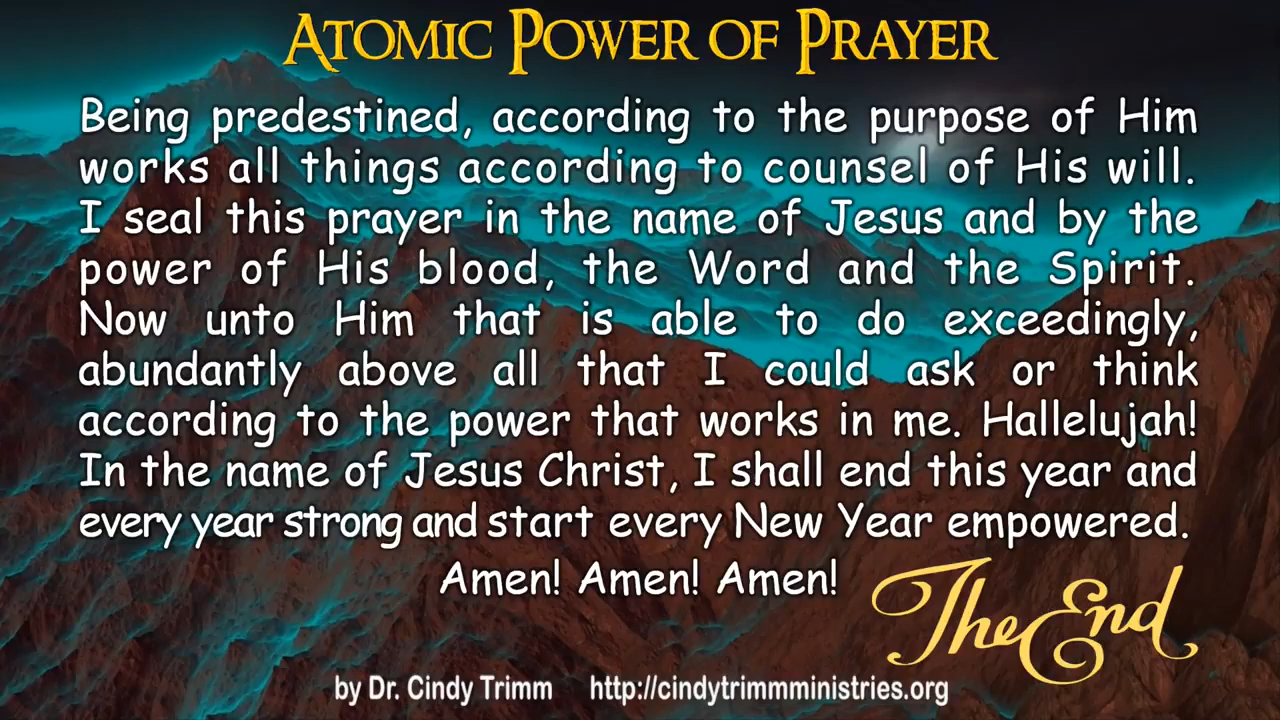 ATOMIC POWER OF PRAYER
Being predestined, according to the purpose of Him
works all things according to counsel of His will.
I seal this prayer in the name of Jesus and by the
power of His blood, the Word and the Spirit.
Now unto Him that is able to do exceedingly,
abundantly above all that I could ask or think
according to the power that works in me. Hallelujah!
In the name of Jesus Christ, I shall end this year and
every year strong and start every New Year empowered.
Amen! Amen! Amen!
The End
by Dr. Cindy Trimm http://cindytrimmministries.org